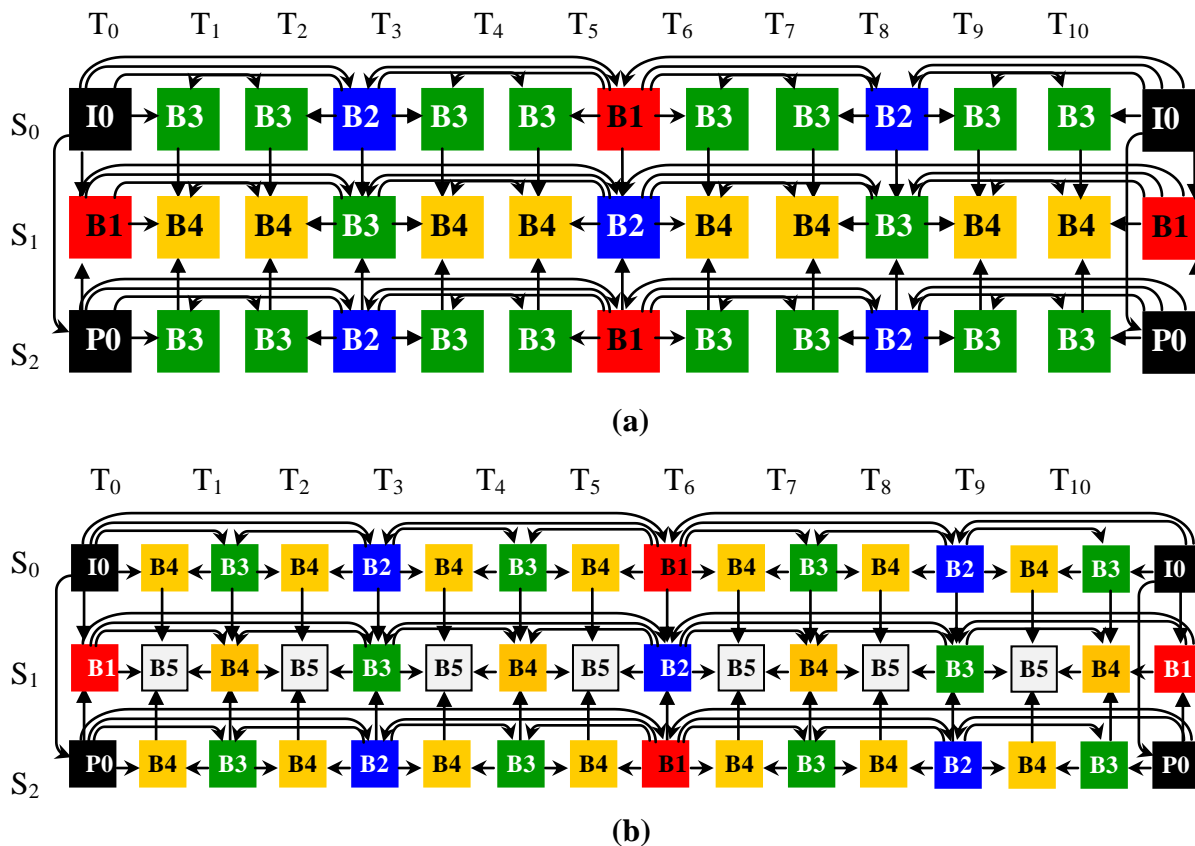 T0 T1 T2 T3 T4 T5 T6 T7 T8 T9 T10
S0 I0 B3 B3 B2 B3 B3 B1 B3 B3 B2 B3 B3 I0
S1 B1 B4 B4 B3 B4 B4 B2 B4 B4 B3 B4 B4 B1
S2 P0 B3 B3 B2 B3 B3 B1 B3 B3 B2 B3 B3 P0
(a)
T0 T1 T2 T3 T4 T5 T6 T7 T8 T9 T10
S0 I0 B4 B3 B4 B2 B4 B3 B4 B1 B4 B3 B4 B2 B4 B3 I0
S1 B1 B5 B4 B5 B3 B5 B4 B5 B2 B5 B4 B5 B3 B5 B4 B1
S2 P0 B4 B3 B4 B2 B4 B3 B4 B1 B4 B3 B4 B2 B4 B3 P0
(b)